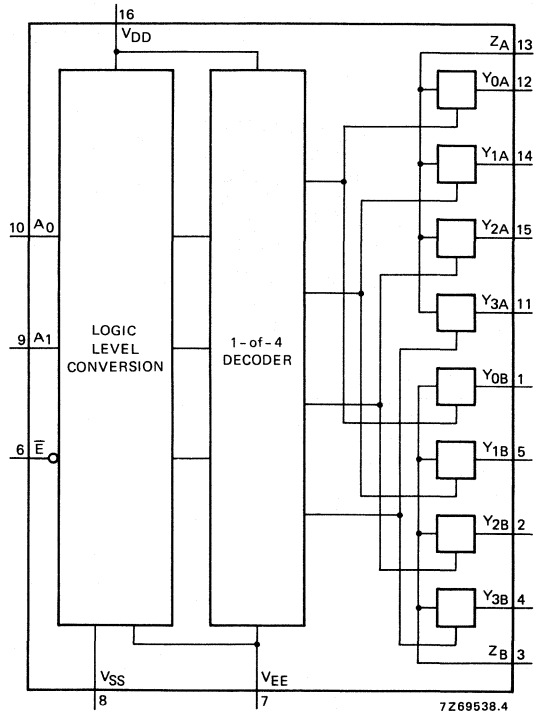 16
VDD
ZA 13
Y0A 12
Y1A 14
10 A0
Y2A 15
Y3A 11
9 A1
LOGIC
LEVEL
CONVERSION
1-of-4
DECODER
Y0B 1
6 E̅
Y1B 5
Y2B 2
Y3B 4
ZB 3
VSS
VEE
8
7
7Z69538.4